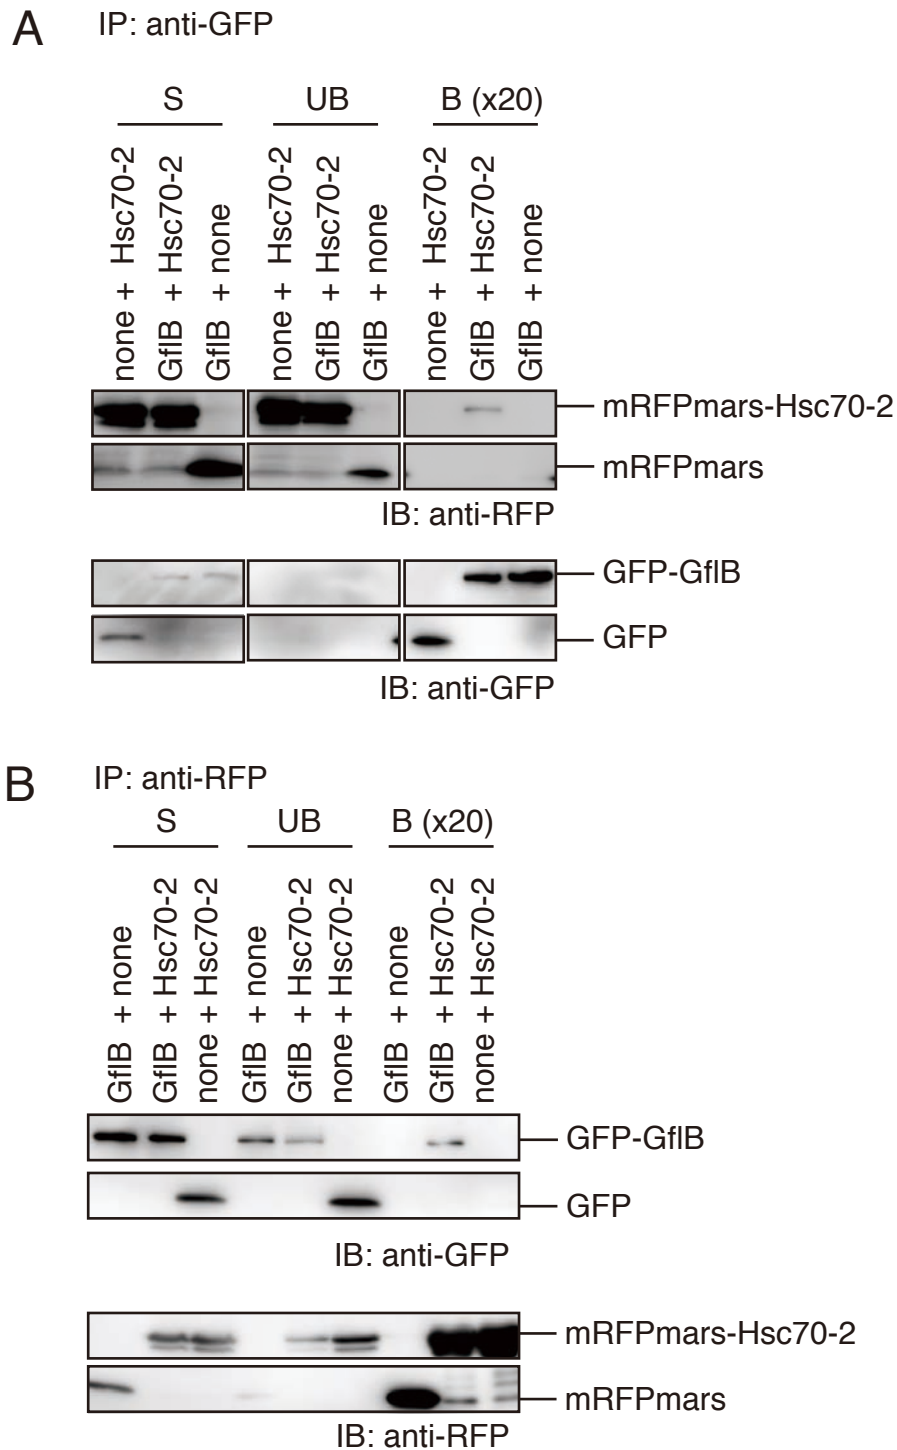 A
IP: anti-GFP
S UB B (x20)
none + Hsc70-2
GflB + Hsc70-2
GflB + none
none + Hsc70-2
GflB + Hsc70-2
GflB + none
none + Hsc70-2
GflB + Hsc70-2
GflB + none
mRFPmars-Hsc70-2
mRFPmars
IB: anti-RFP
GFP-GflB
GFP
IB: anti-GFP
B
IP: anti-RFP
S UB B (x20)
GflB + none
GflB + Hsc70-2
none + Hsc70-2
GflB + none
GflB + Hsc70-2
none + Hsc70-2
GflB + none
GflB + Hsc70-2
none + Hsc70-2
GFP-GflB
GFP
IB: anti-GFP
mRFPmars-Hsc70-2
mRFPmars
IB: anti-RFP